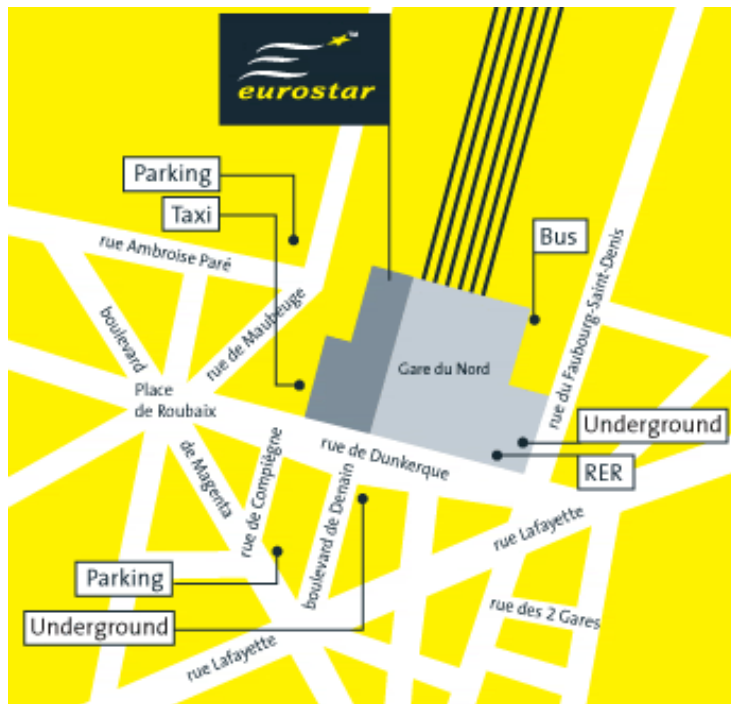 TM
eurostar
Parking
Taxi
Bus
rue Ambroise Paré
rue du Faubourg-Saint-Denis
boulevard
rue de Maubeuge
Gare du Nord
Place
de Roubaix
Underground
rue de Dunkerque
RER
de Magenta
rue de Compiègne
boulevard de Denain
rue Lafayette
Parking
rue des 2 Gares
Underground
rue Lafayette